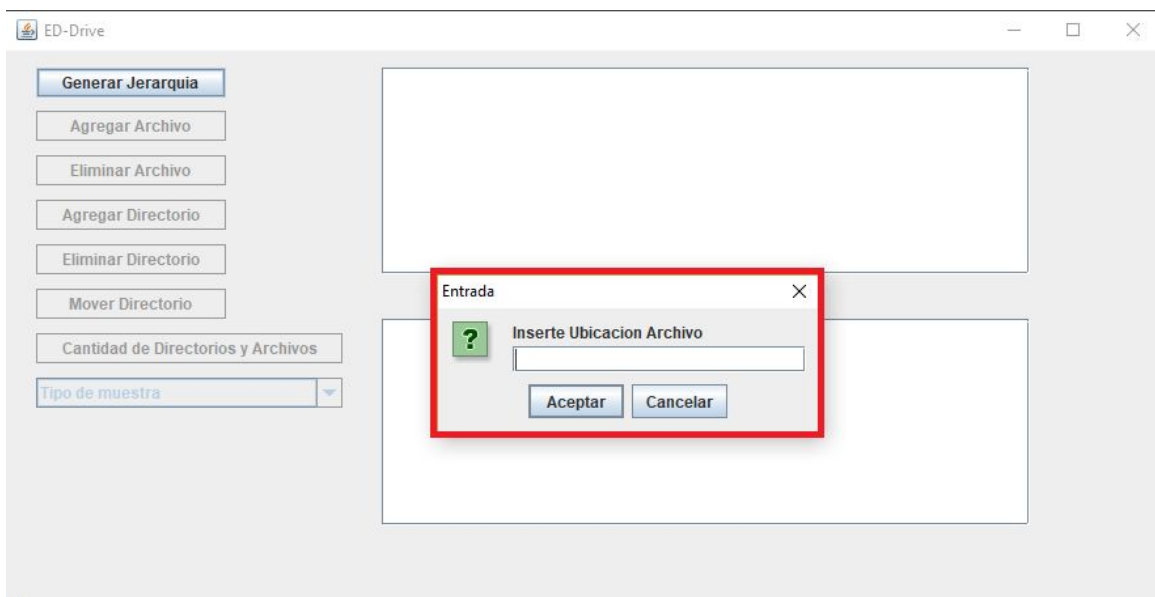 ED-Drive
Generar Jerarquia
Agregar Archivo
Eliminar Archivo
Agregar Directorio
Eliminar Directorio
Mover Directorio
Cantidad de Directorios y Archivos
Tipo de muestra
Entrada
?
Inserte Ubicacion Archivo
Aceptar Cancelar